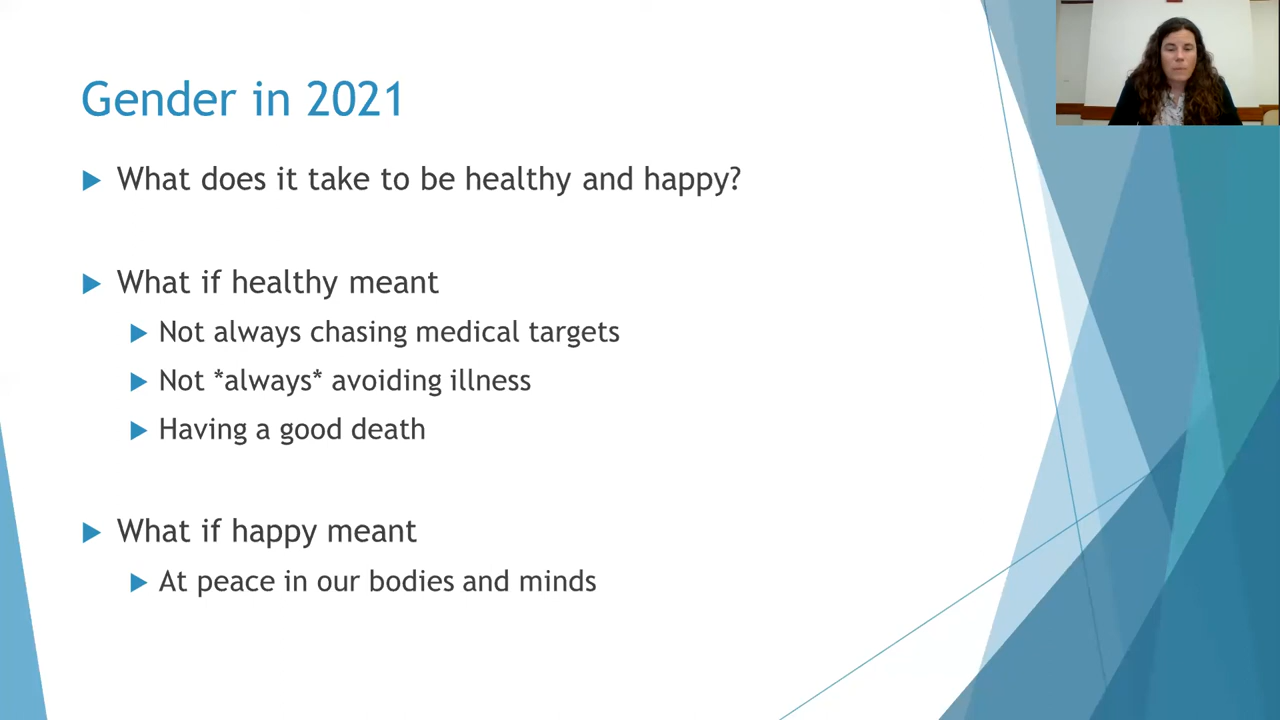 Gender in 2021
What does it take to be healthy and happy?
What if healthy meant
Not always chasing medical targets
Not *always* avoiding illness
Having a good death
What if happy meant
At peace in our bodies and minds